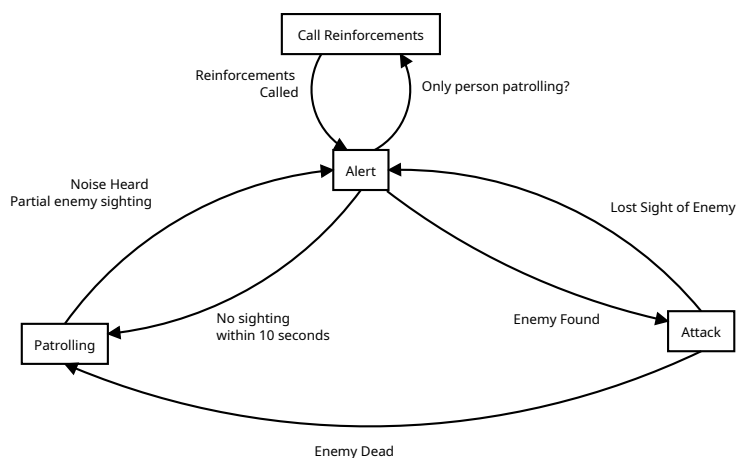 Call Reinforcements
Reinforcements
Called
Only person patrolling?
Alert
Noise Heard
Partial enemy sighting
Lost Sight of Enemy
No sighting
within 10 seconds
Enemy Found
Patrolling
Attack
Enemy Dead